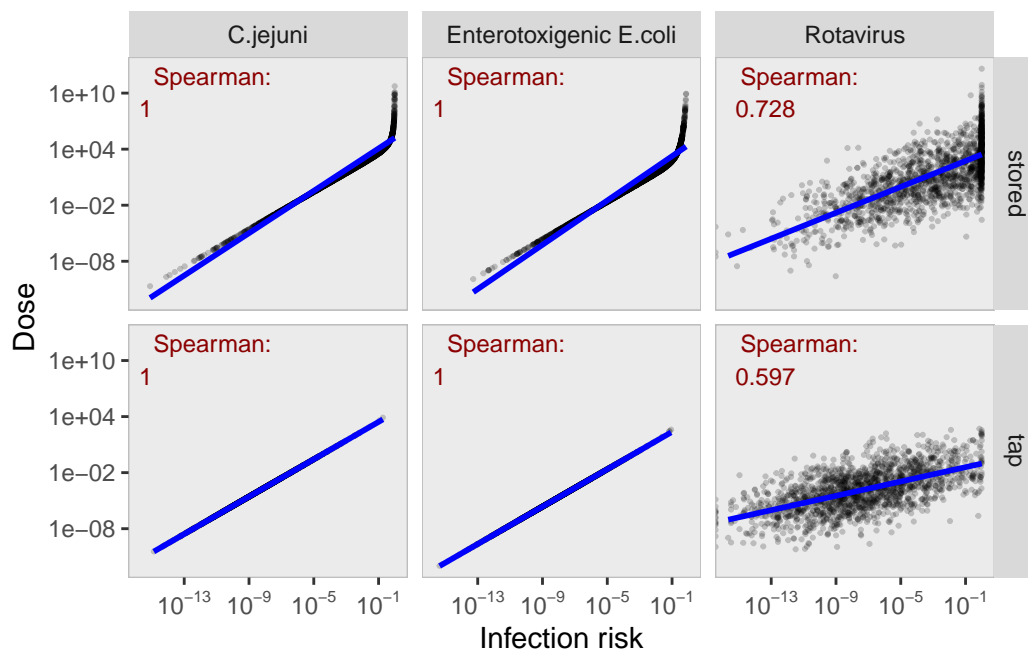 C.jejuni
Enterotoxigenic E.coli
Rotavirus
Spearman:
1
Spearman:
1
Spearman:
0.728
1e+10
1e+04
1e−02
1e−08
stored
Spearman:
1
Spearman:
1
Spearman:
0.597
1e+10
1e+04
1e−02
1e−08
tap
Dose
10⁻¹³ 10⁻⁹ 10⁻⁵ 10⁻¹
10⁻¹³ 10⁻⁹ 10⁻⁵ 10⁻¹
10⁻¹³ 10⁻⁹ 10⁻⁵ 10⁻¹
Infection risk